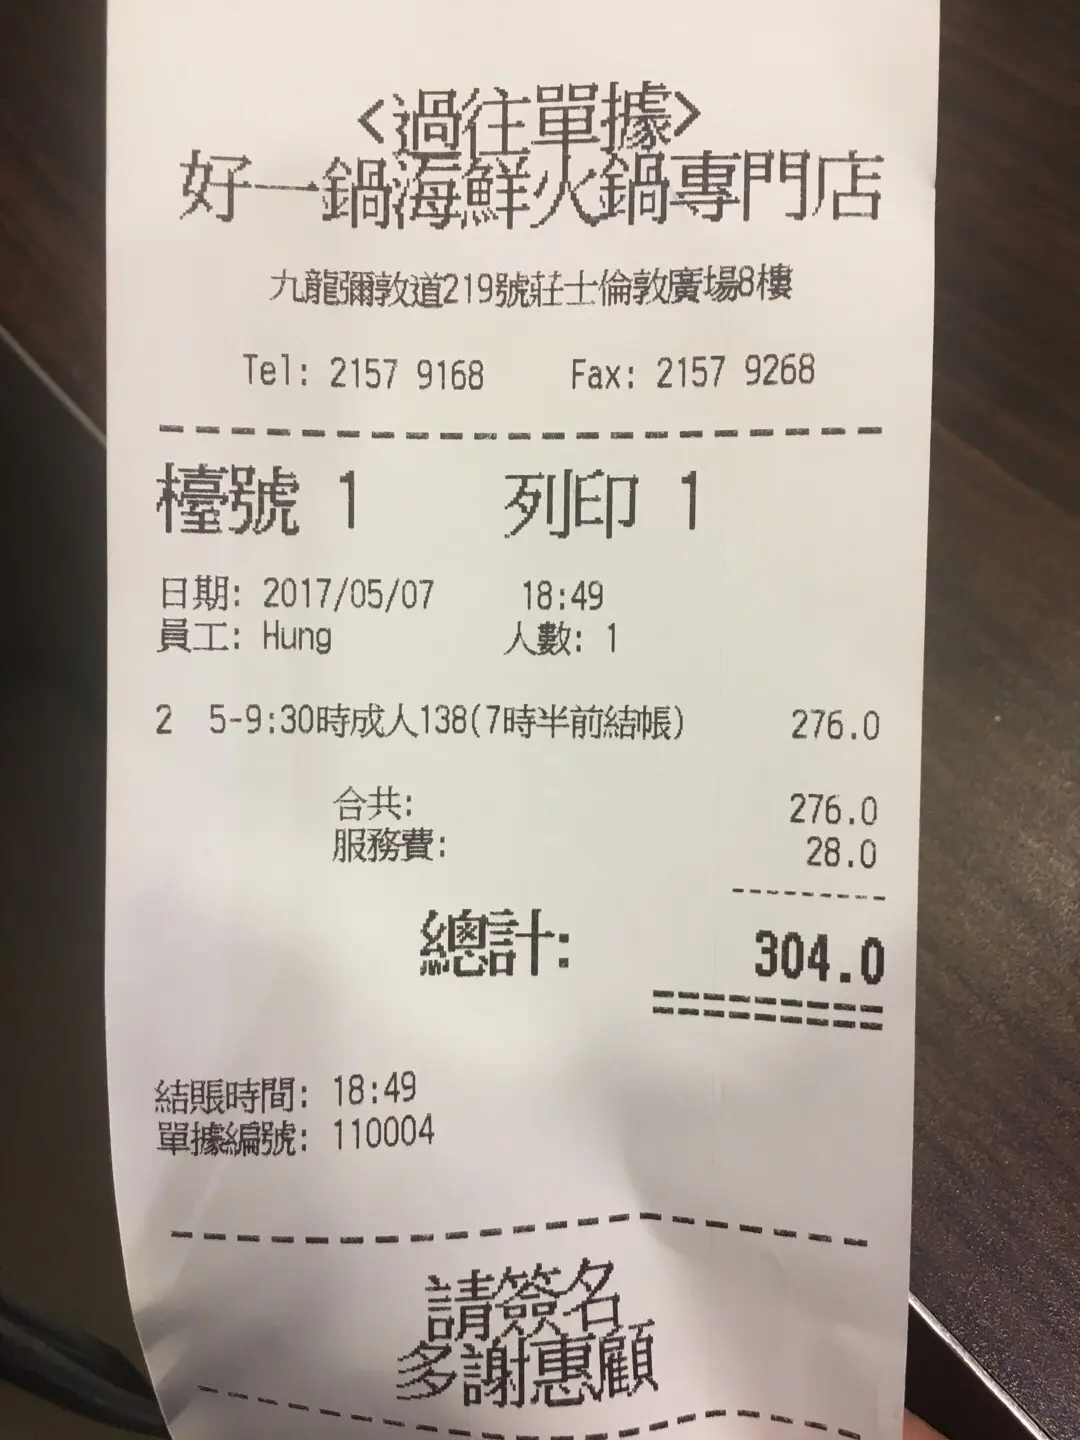 <過往單據>
好一鍋海鮮火鍋專門店
九龍彌敦道219號莊士倫敦廣場8樓
Tel: 2157 9168 Fax: 2157 9268
檯號 1 列印 1
日期: 2017/05/07 18:49
員工: Hung 人數: 1
2 5-9:30時成人138(7時半前結帳) 276.0
合共: 276.0
服務費: 28.0
總計: 304.0
結賬時間: 18:49
單據編號: 110004
請簽名
多謝惠顧